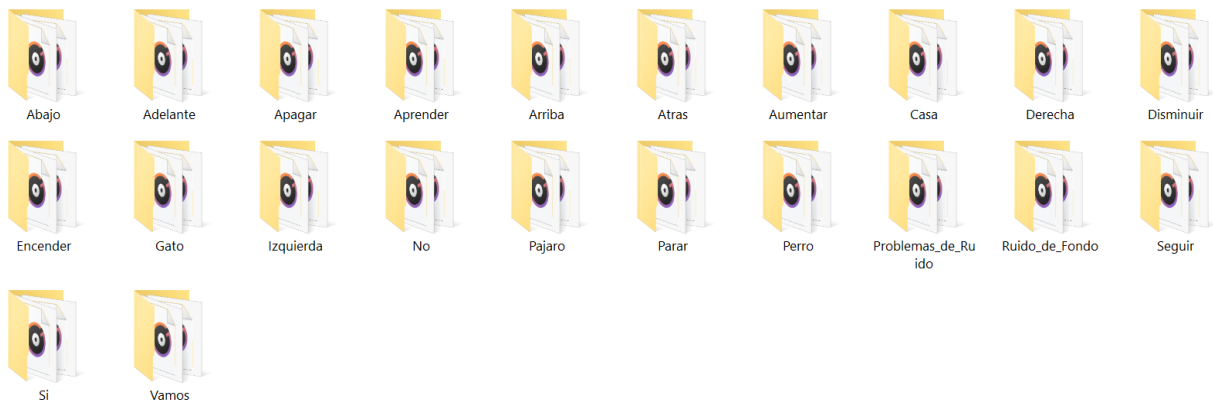 Abajo
Adelante
Apagar
Aprender
Arriba
Atras
Aumentar
Casa
Derecha
Disminuir
Encender
Gato
Izquierda
No
Pajaro
Parar
Perro
Problemas_de_Ru
ido
Ruido_de_Fondo
Seguir
Si
Vamos